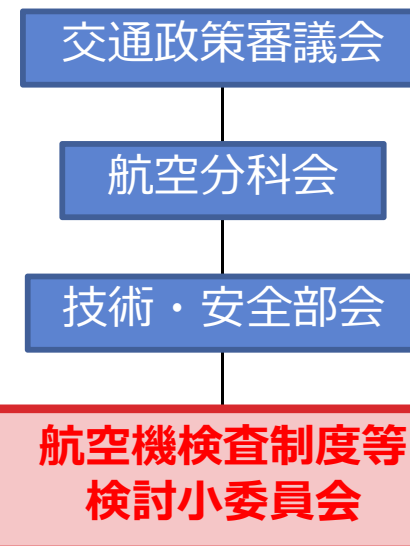 交通政策審議会
航空分科会
技術・安全部会
航空機検査制度等
検討小委員会